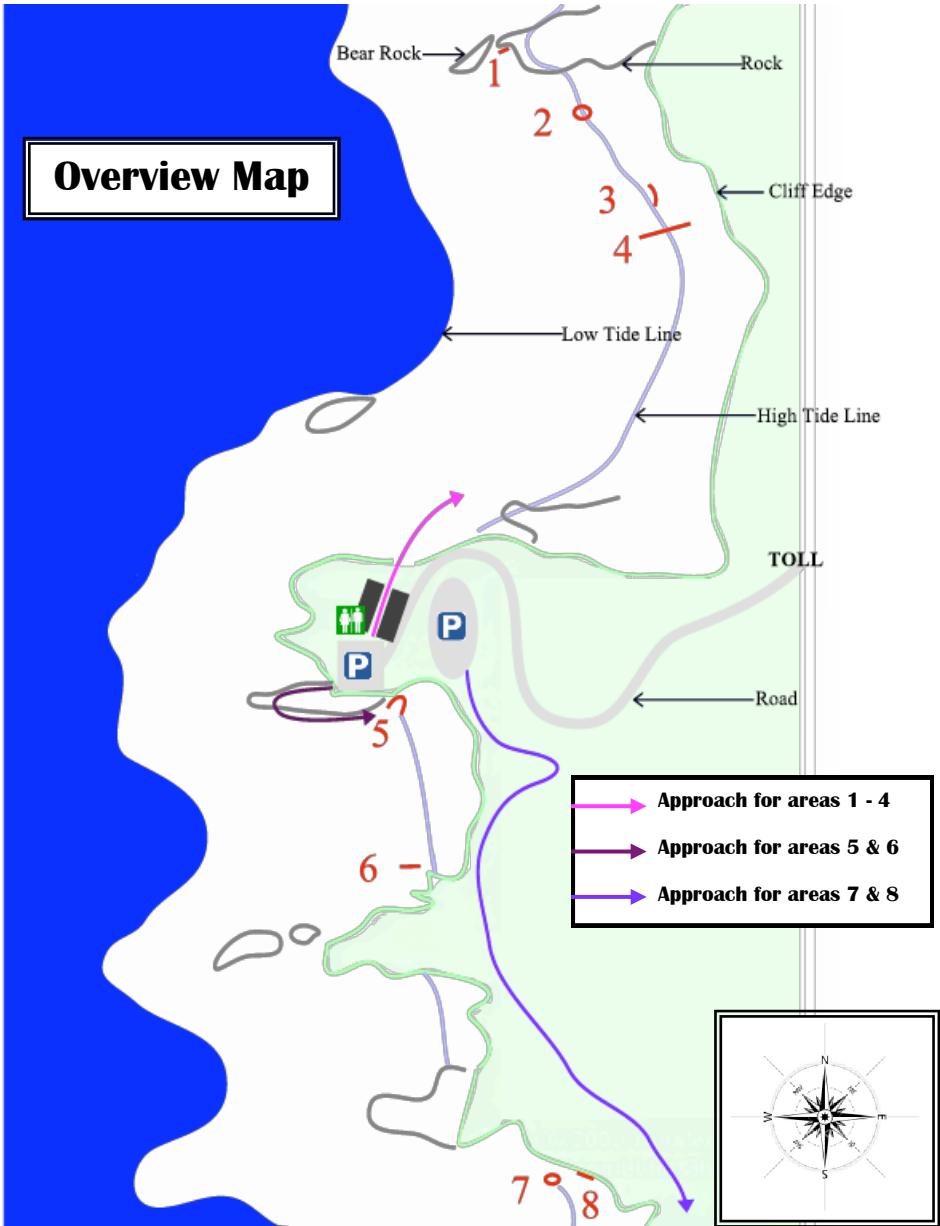 Bear Rock
1
Rock
2
Overview Map
3
Cliff Edge
4
Low Tide Line
High Tide Line
TOLL
P
P
Road
5
Approach for areas 1 - 4
6
Approach for areas 5 & 6
Approach for areas 7 & 8
N
W
E
S
7
8